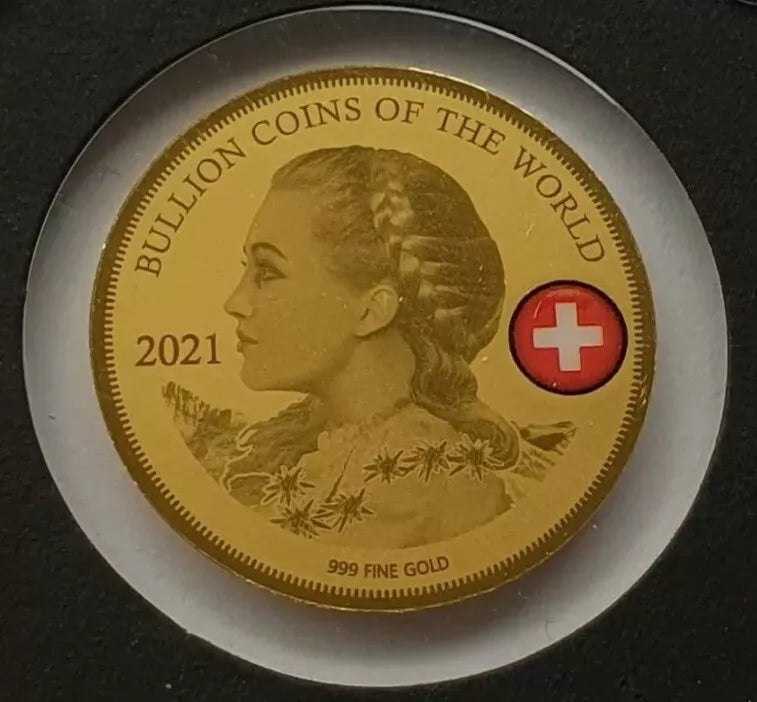 BULLION COINS OF THE WORLD
2021
999 FINE GOLD